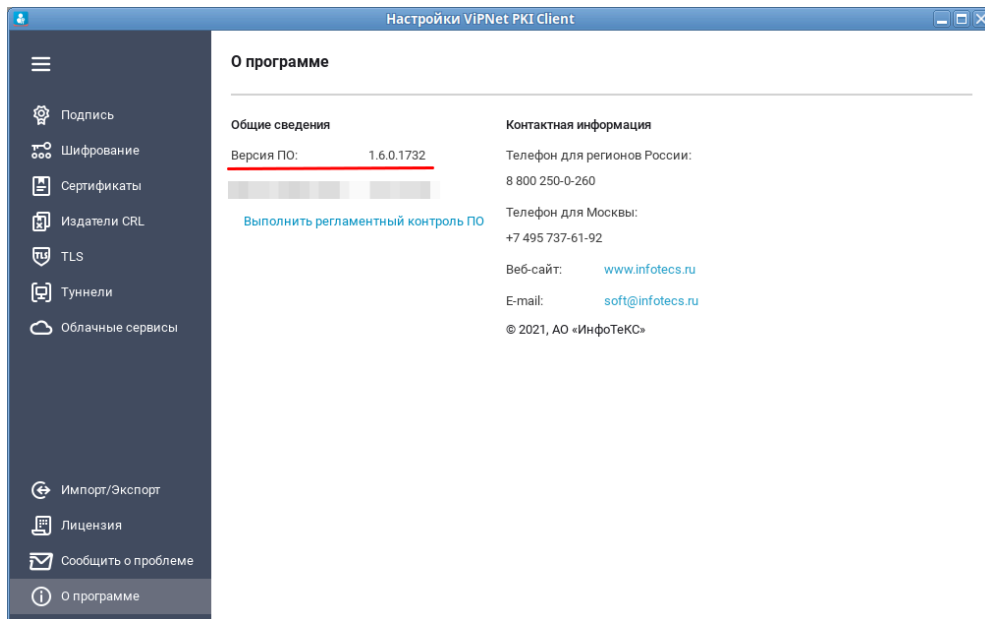 Настройки ViPNet PKI Client
О программе
Подпись
Шифрование
Сертификаты
Издатели CRL
TLS
TLS
Туннели
Облачные сервисы
Импорт/Экспорт
Лицензия
Сообщить о проблеме
О программе
Общие сведения
Версия ПО: 1.6.0.1732
Выполнить регламентный контроль ПО
Контактная информация
Телефон для регионов России:
8 800 250-0-260
Телефон для Москвы:
+7 495 737-61-92
Веб-сайт: www.infotecs.ru
E-mail: soft@infotecs.ru
© 2021, АО «ИнфоТеКС»